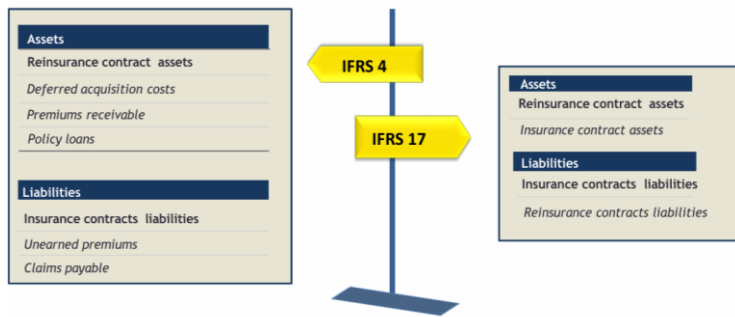 Assets
Reinsurance contract assets
Deferred acquisition costs
Premiums receivable
Policy loans
Liabilities
Insurance contracts liabilities
Unearned premiums
Claims payable
IFRS 4
IFRS 17
Assets
Reinsurance contract assets
Insurance contract assets
Liabilities
Insurance contracts liabilities
Reinsurance contracts liabilities